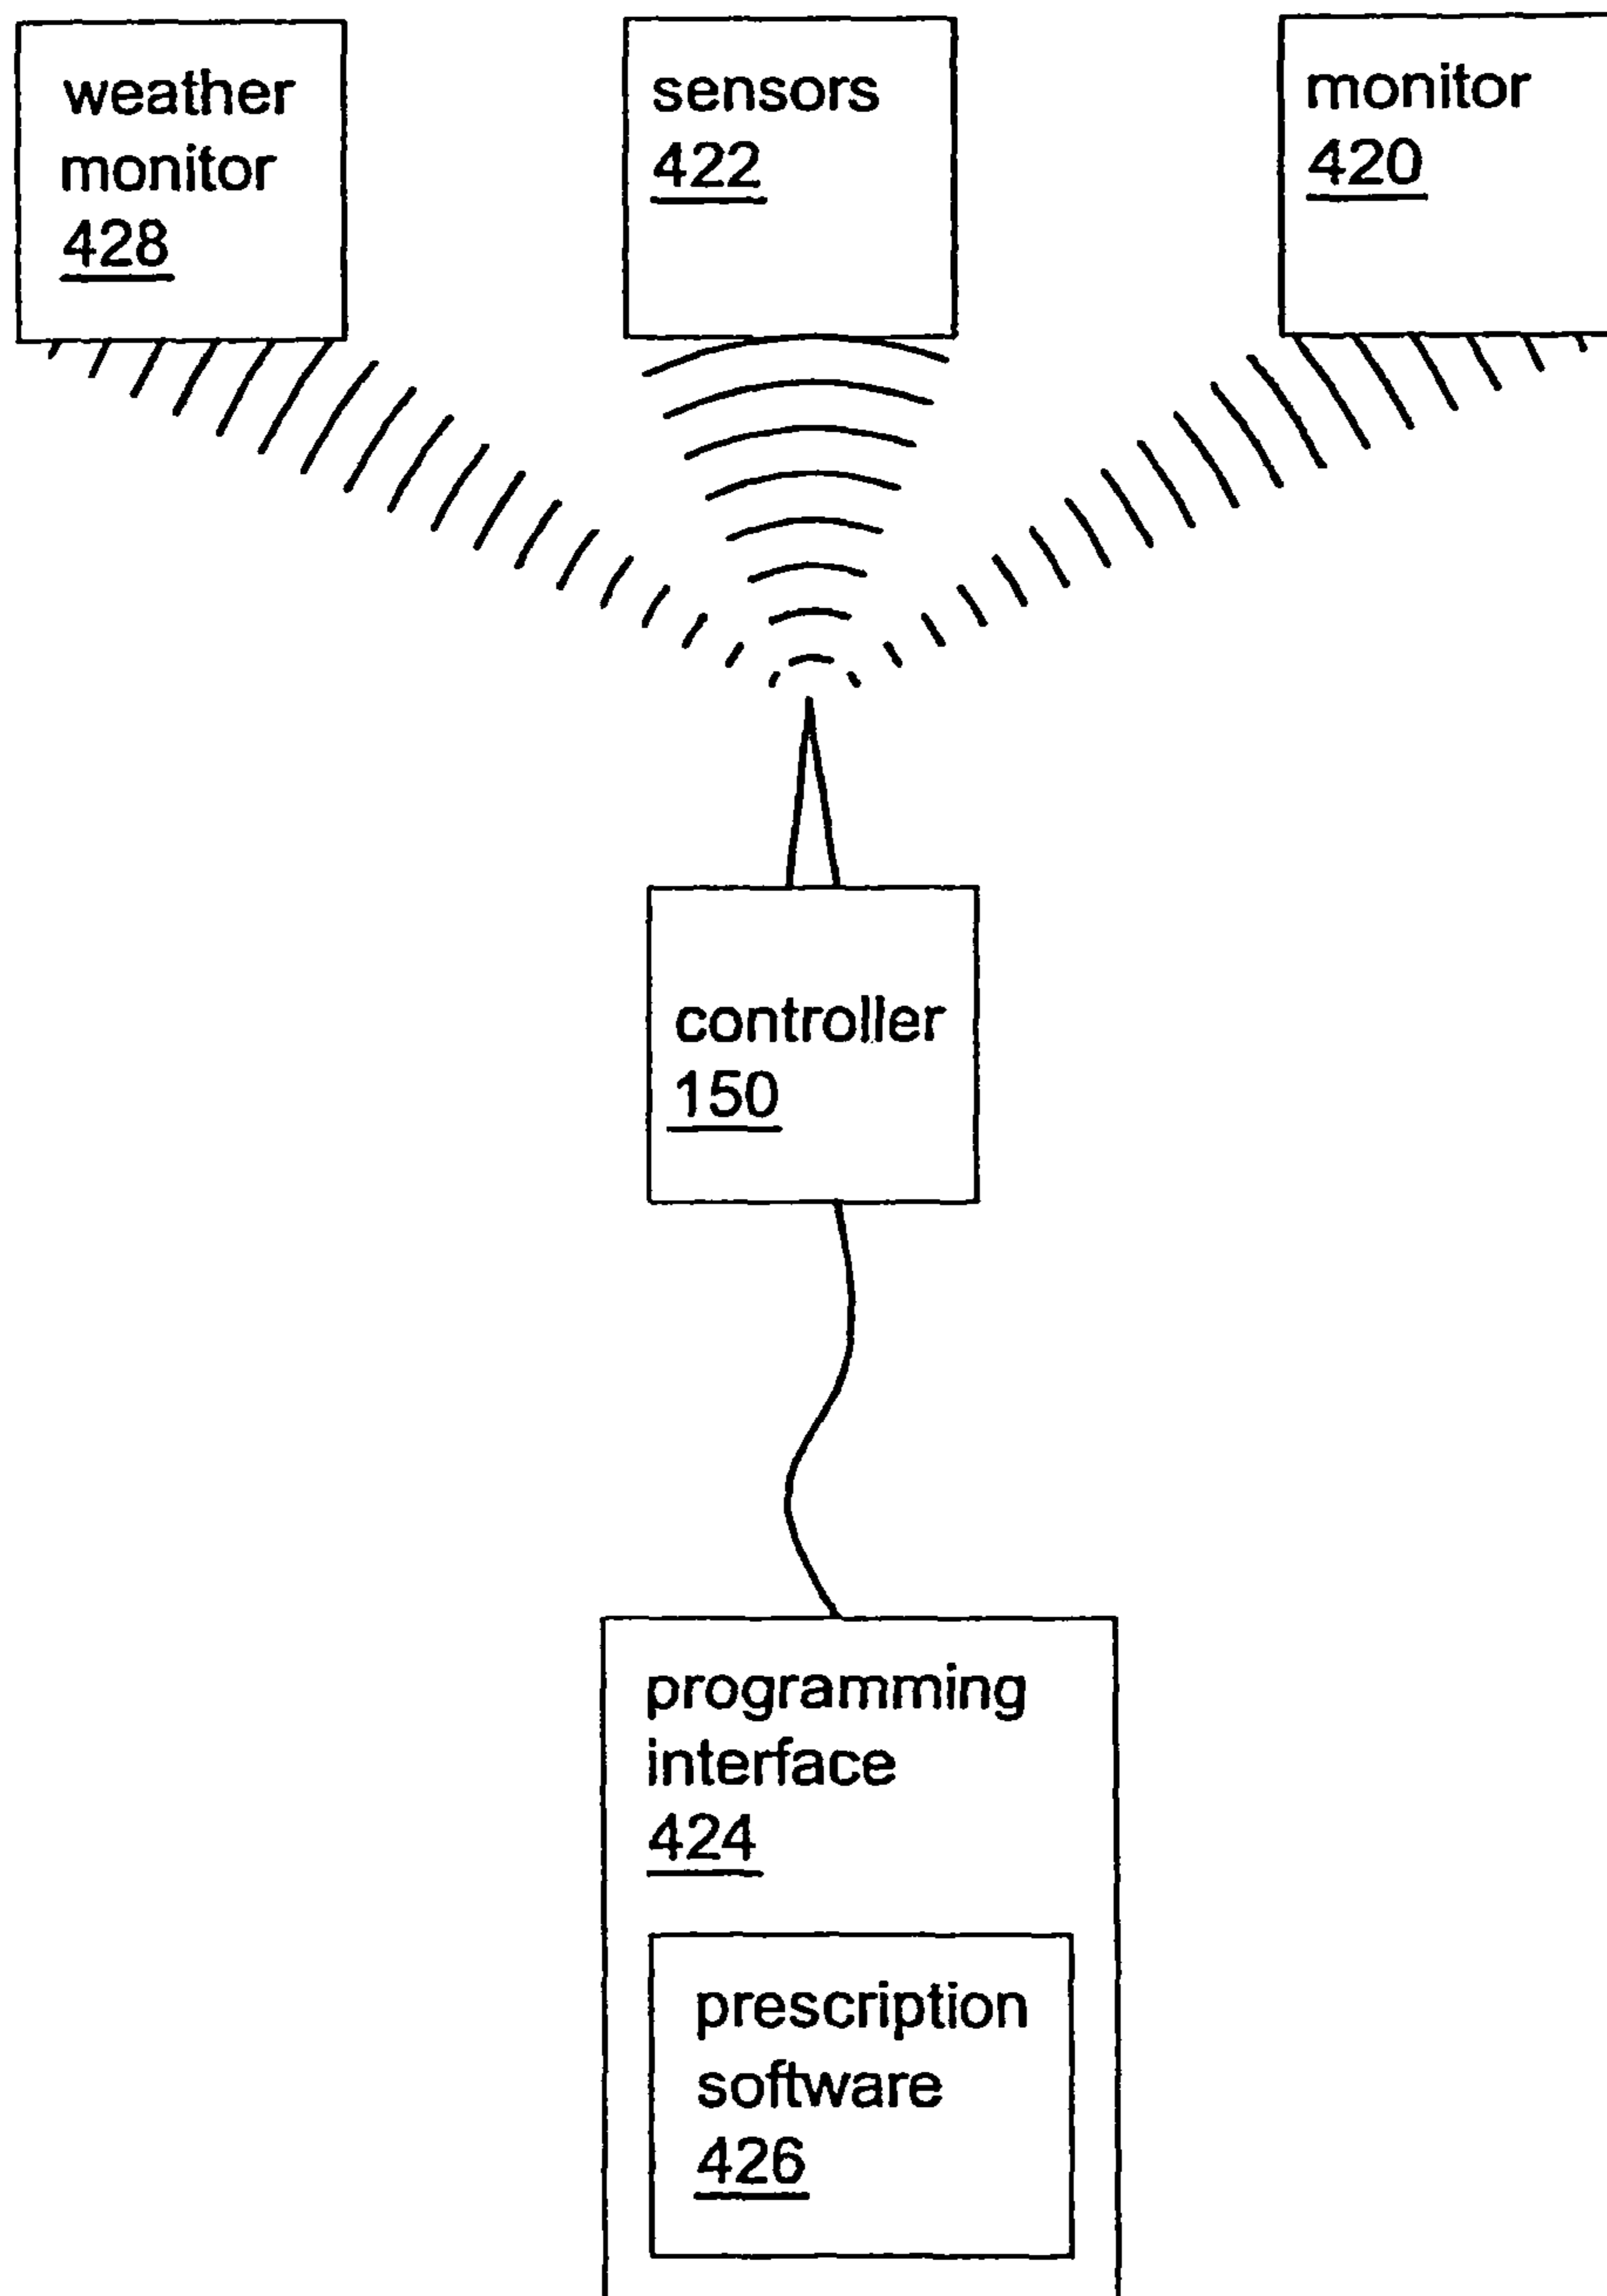 weather
monitor
428
sensors
422
monitor
420
controller
150
programming
interface
424
prescription
software
426